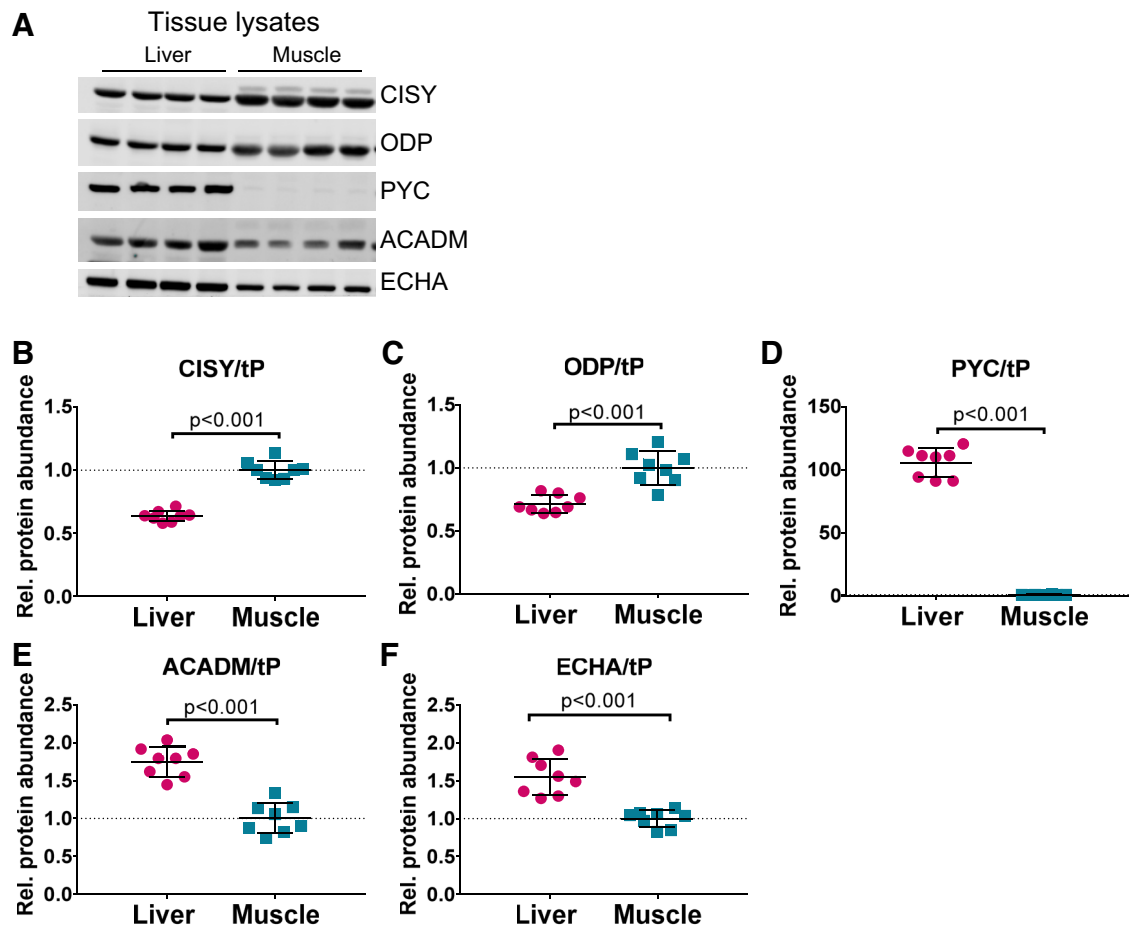 A
Tissue lysates
Liver Muscle
CISY
ODP
PYC
ACADM
ECHA
B
CISY/tP
Rel. protein abundance
1.5
1.0
0.5
0.0
p<0.001
Liver Muscle
C
ODP/tP
Rel. protein abundance
1.5
1.0
0.5
0.0
p<0.001
Liver Muscle
D
PYC/tP
Rel. protein abundance
150
100
50
0
p<0.001
Liver Muscle
E
ACADM/tP
Rel. protein abundance
2.5
2.0
1.5
1.0
0.5
0.0
p<0.001
Liver Muscle
F
ECHA/tP
Rel. protein abundance
2.5
2.0
1.5
1.0
0.5
0.0
p<0.001
Liver Muscle